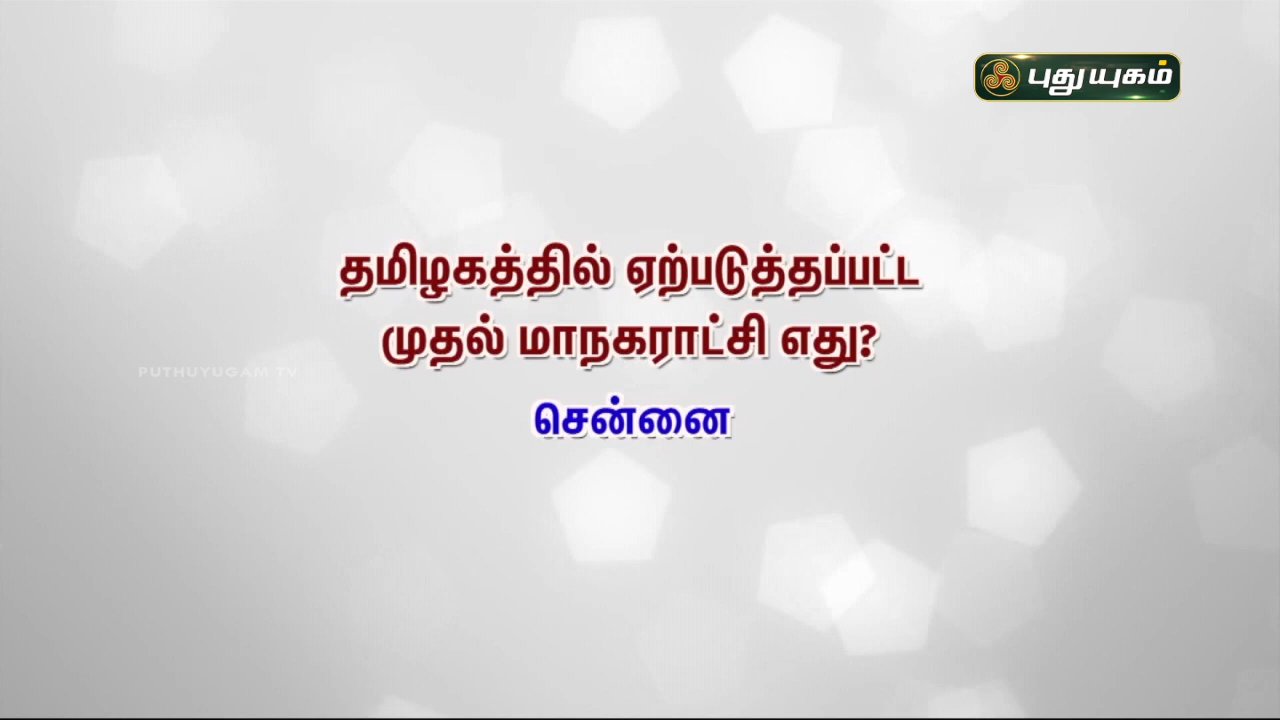 புதுயுகம்
தமிழகத்தில் ஏற்படுத்தப்பட்ட
முதல் மாநகராட்சி எது?
PUTHUYUGAM TV
சென்னை